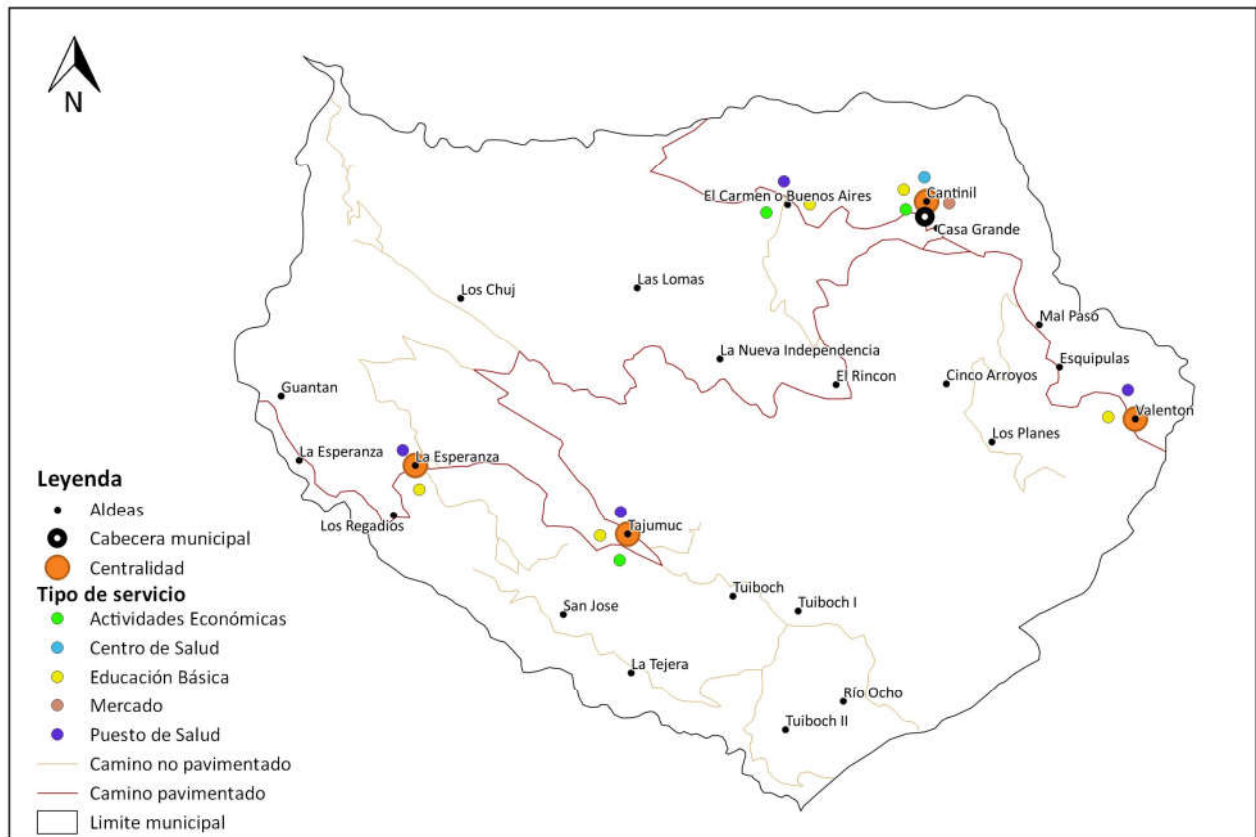 N
El Carmen o Buenos Aires
Cantinil
Casa Grande
Las Lomas
Los Chuj
Mal Paso
La Nueva Independencia
Esquipulas
El Rincon
Cinco Arroyos
Guantan
Valenton
Los Planes
La Esperanza
La Esperanza
Los Regadios
Tajumuc
Tuiboch
Tuiboch I
San Jose
La Tejera
Río Ocho
Tuiboch II
Leyenda
Aldeas
Cabecera municipal
Centralidad
Tipo de servicio
Actividades Económicas
Centro de Salud
Educación Básica
Mercado
Puesto de Salud
Camino no pavimentado
Camino pavimentado
Limite municipal